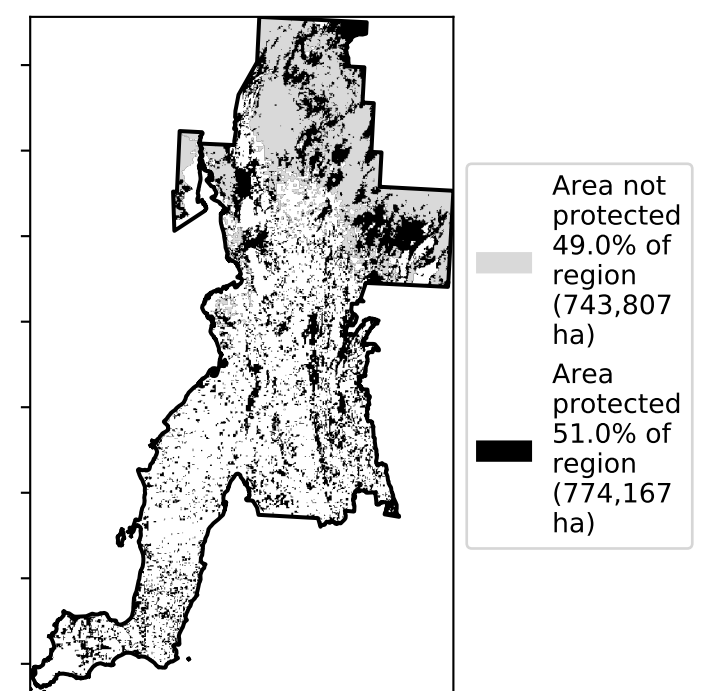 Area not
protected
49.0% of
region
(743,807
ha)
Area
protected
51.0% of
region
(774,167
ha)